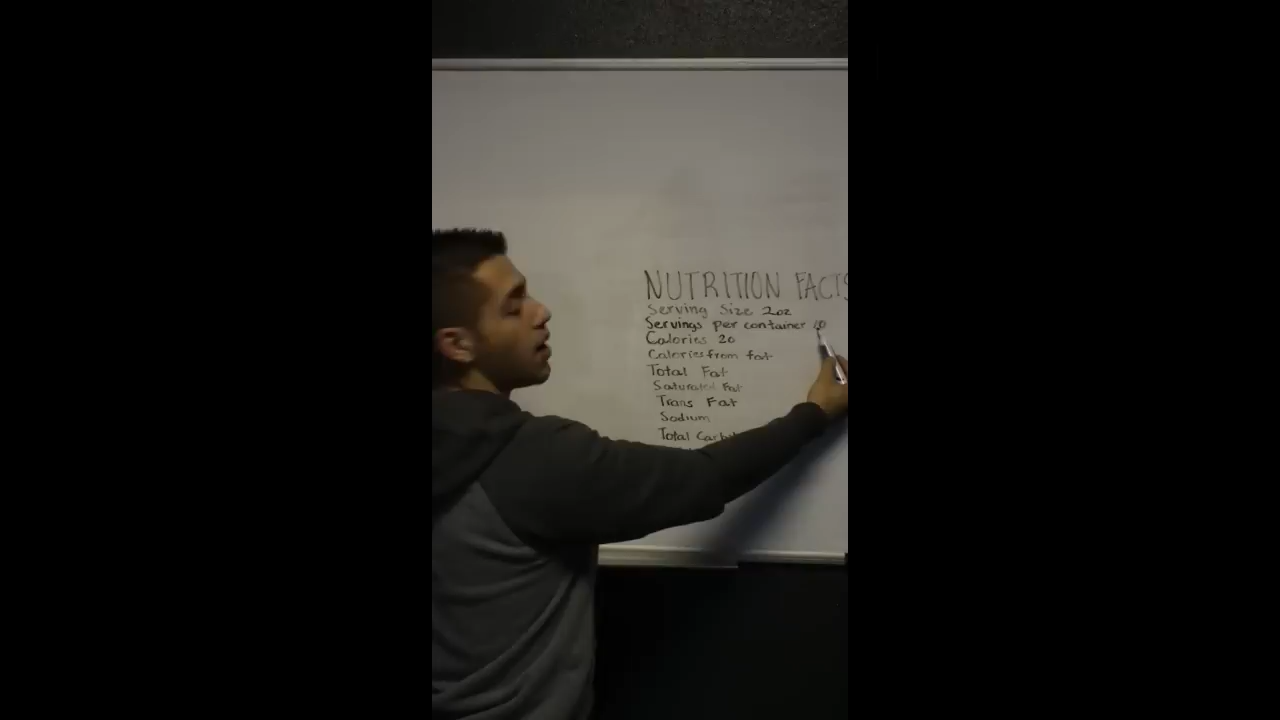 NUTRITION FACTS
Serving Size 2oz
Servings per container 10
Calories 20
Calories from fat
Total Fat
Saturated Fat
Trans Fat
Sodium
Total